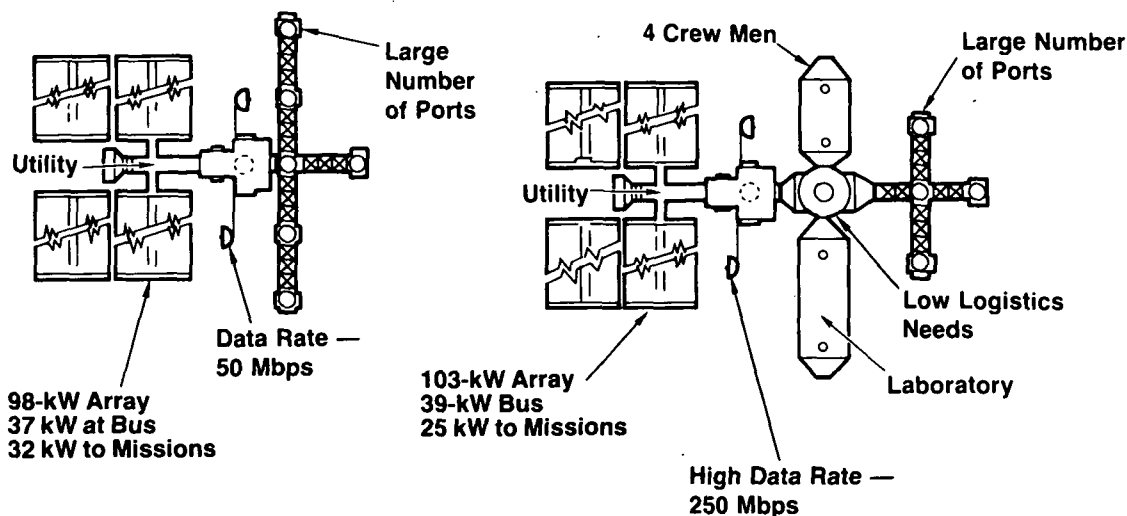 Large
Number
of Ports
Utility
Data Rate —
50 Mbps
98-kW Array
37 kW at Bus
32 kW to Missions
4 Crew Men
Large Number
of Ports
Utility
Low Logistics
Needs
Laboratory
103-kW Array
39-kW Bus
25 kW to Missions
High Data Rate —
250 Mbps